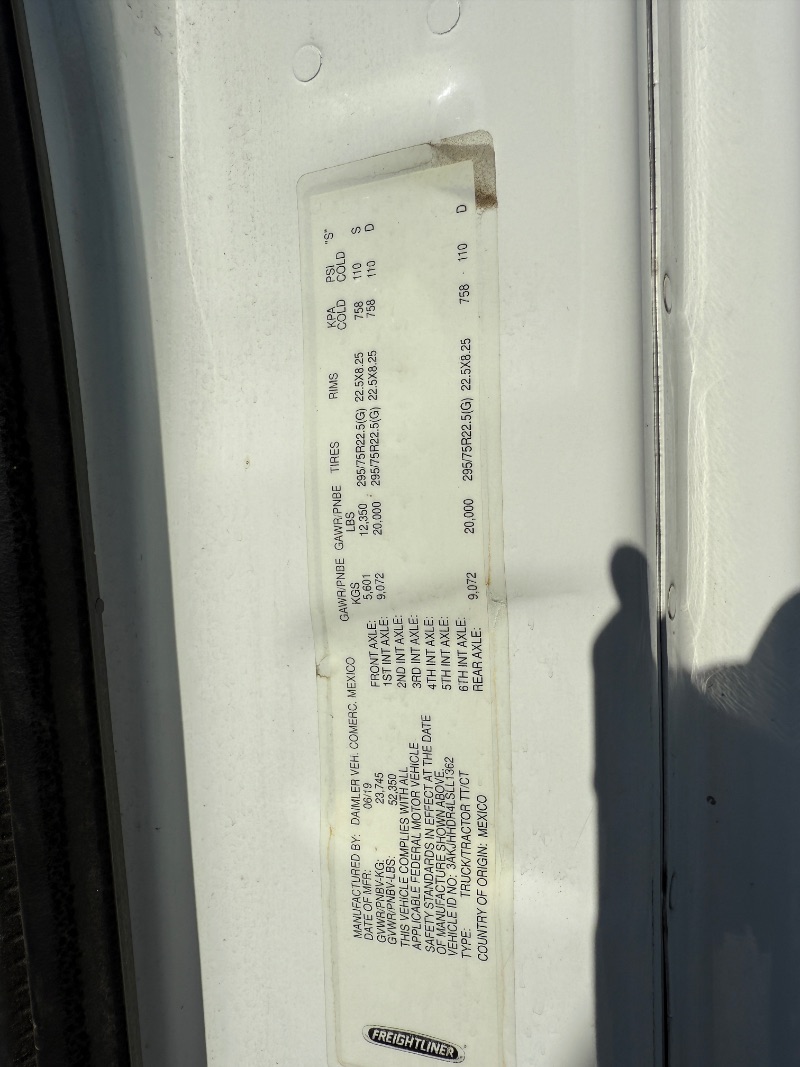 FREIGHTLINER
MANUFACTURED BY: DAIMLER VEH. COMERC. MEXICO
DATE OF MFR: 06/19
GVWR/PNBV-KG: 23,745
GVWR/PNBV-LBS: 52,350
THIS VEHICLE COMPLIES WITH ALL
APPLICABLE FEDERAL MOTOR VEHICLE
SAFETY STANDARDS IN EFFECT AT THE DATE
OF MANUFACTURE SHOWN ABOVE.
VEHICLE ID NO: 3AKJHHDR4LSLL1362
TYPE: TRUCK/TRACTOR TT/CT
COUNTRY OF ORIGIN: MEXICO
GAWR/PNBE GAWR/PNBE TIRES RIMS KPA PSI "S"
KGS LBS COLD COLD
FRONT AXLE: 5,601 12,350 295/75R22.5(G) 22.5X8.25 758 110 S
1ST INT AXLE: 9,072 20,000 295/75R22.5(G) 22.5X8.25 758 110 D
2ND INT AXLE:
3RD INT AXLE:
4TH INT AXLE:
5TH INT AXLE:
6TH INT AXLE:
REAR AXLE: 9,072 20,000 295/75R22.5(G) 22.5X8.25 758 110 D